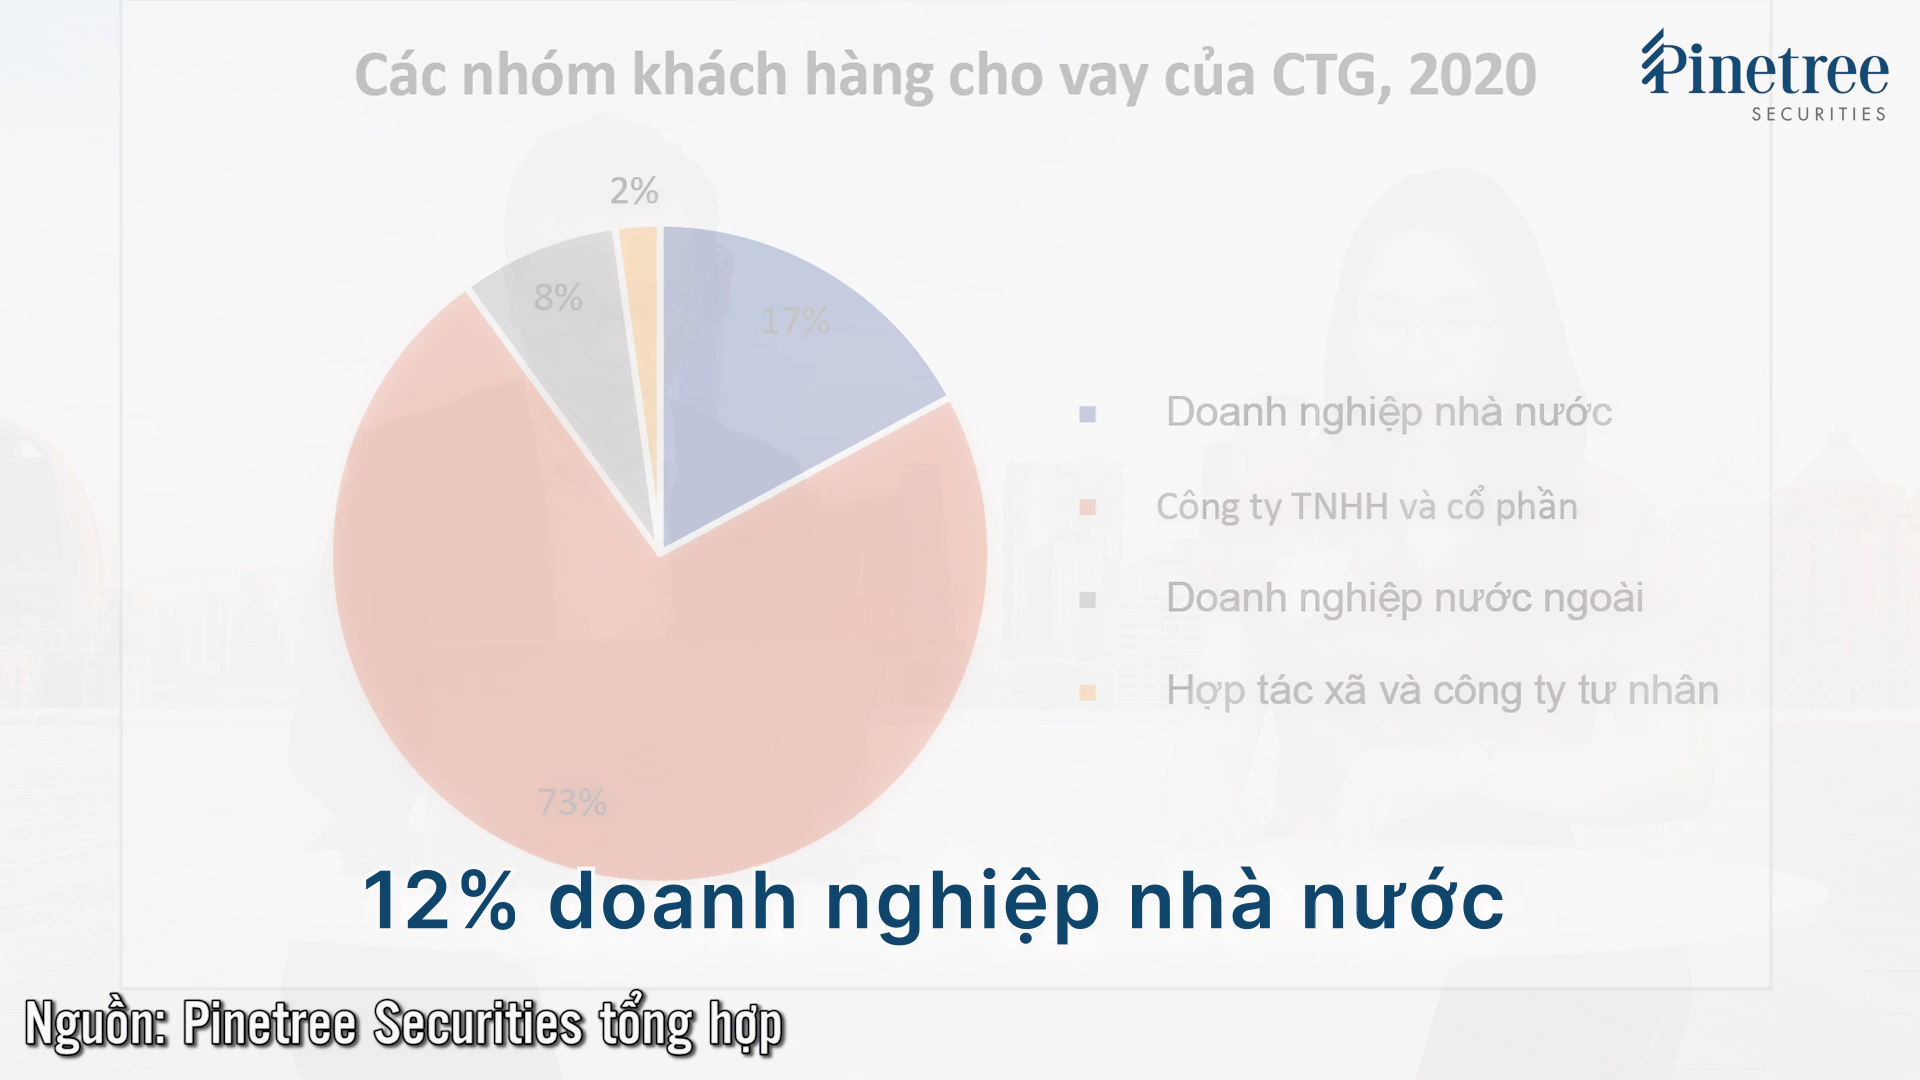 Các nhóm khách hàng cho vay của CTG, 2020
Pinetree
SECURITIES
2%
8%
17%
73%
Doanh nghiệp nhà nước
Công ty TNHH và cổ phần
Doanh nghiệp nước ngoài
Hợp tác xã và công ty tư nhân
12% doanh nghiệp nhà nước
Nguồn: Pinetree Securities tổng hợp